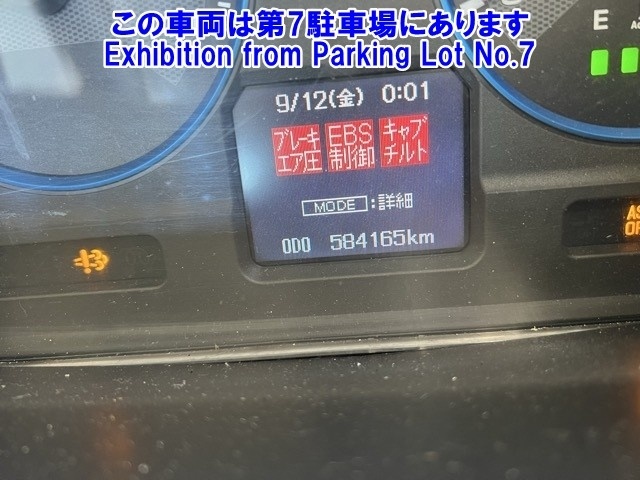 この車両は第7駐車場にあります
Exhibition from Parking Lot No.7
E
9/12(金) 0:01
ブレーキ エア圧 EBS 制御 キャブ チルト
MODE :詳細
ODO 584165km